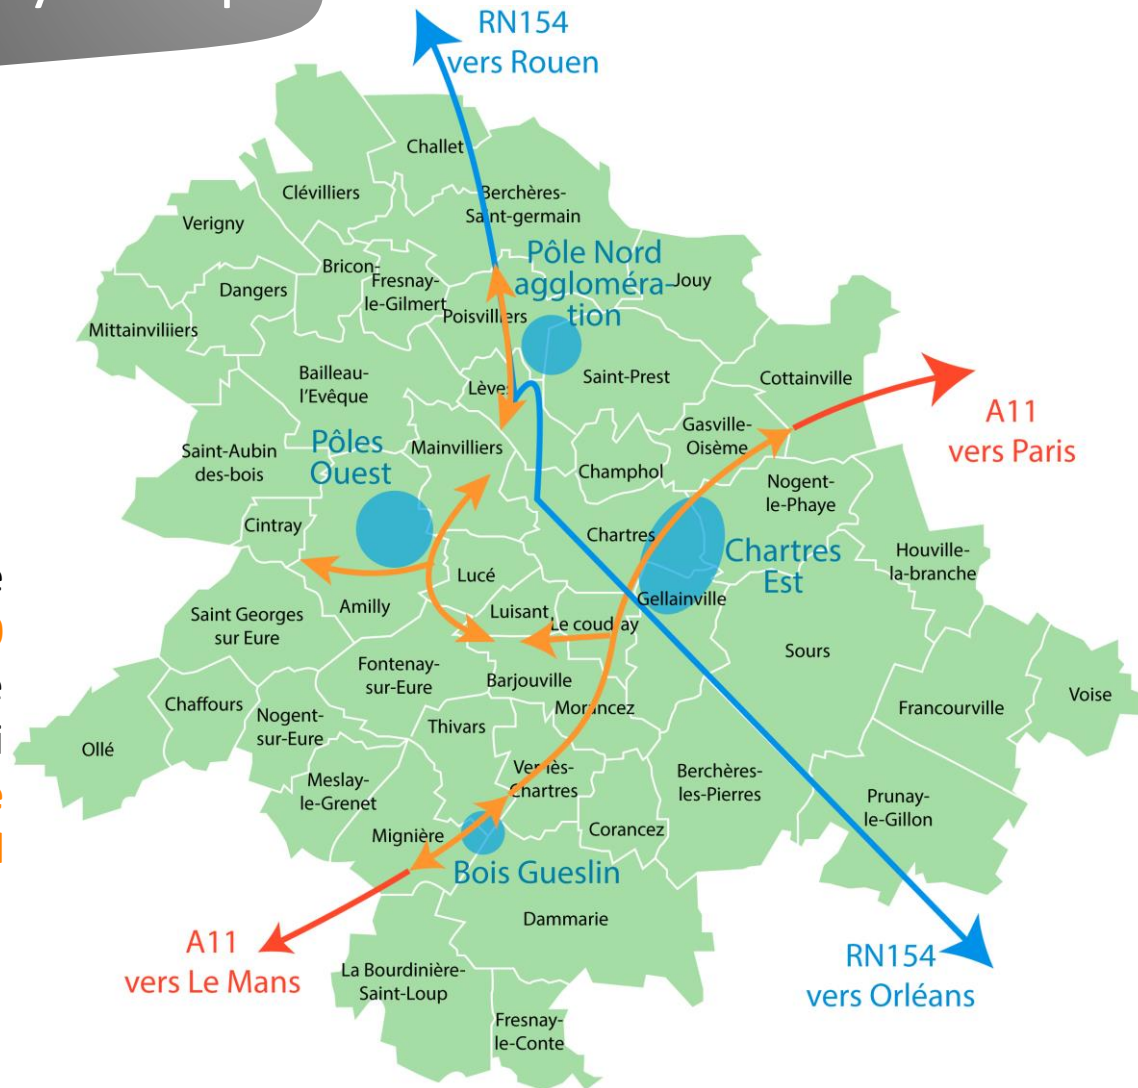 RN154
vers Rouen
Challet
Clévilliers
Berchères-
Saint-germain
Verigny
Pôle Nord
aggloméra-
tion
Bricon-
Fresnay-
le-Gilmert
Jouy
Dangers
Poisvilliers
Mittainviliiers
Bailleau-
l'Evêque
Lèves
Saint-Prest
Cottainville
A11
vers Paris
Pôles
Ouest
Mainvilliers
Gasville-
Oisème
Saint-Aubin
des-bois
Champhol
Nogent-
le-Phaye
Cintray
Chartres
Chartres
Est
Houville-
la-branche
Lucé
Amilly
Gellainville
Saint Georges
sur Eure
Luisant
Le coudray
Sours
Fontenay-
sur-Eure
Barjouville
Voise
Chaffours
Nogent-
sur-Eure
Thivars
Morancez
Francourville
Ollé
Meslay-
le-Grenet
Ver-lès-
Chartres
Berchères-
les-Pierres
Prunay-
le-Gillon
Mignière
Corancez
Bois Gueslin
Dammarie
A11
vers Le Mans
RN154
vers Orléans
La Bourdinière-
Saint-Loup
Fresnay-
le-Conte